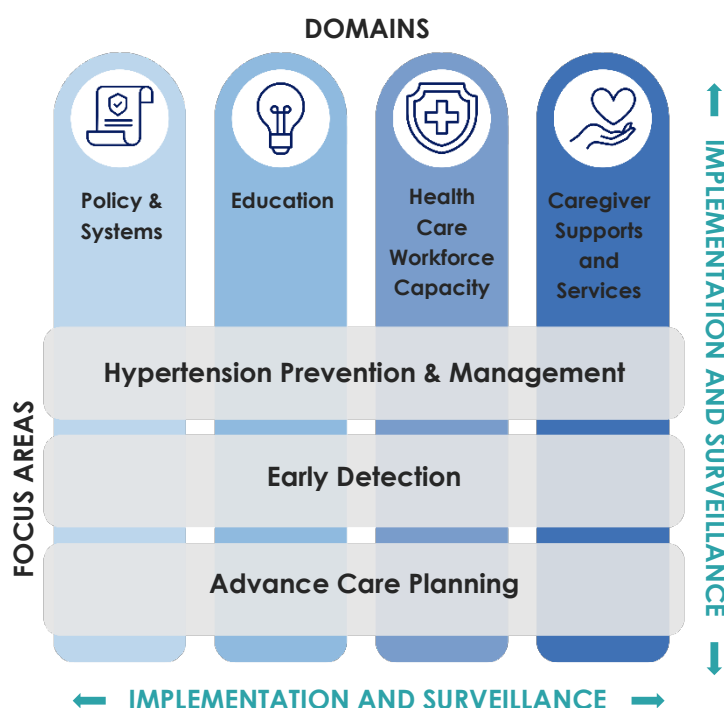 DOMAINS
Policy &
Systems
Education
Health
Care
Workforce
Capacity
Caregiver
Supports
and
Services
FOCUS AREAS
Hypertension Prevention & Management
Early Detection
Advance Care Planning
IMPLEMENTATION AND SURVEILLANCE
IMPLEMENTATION AND SURVEILLANCE